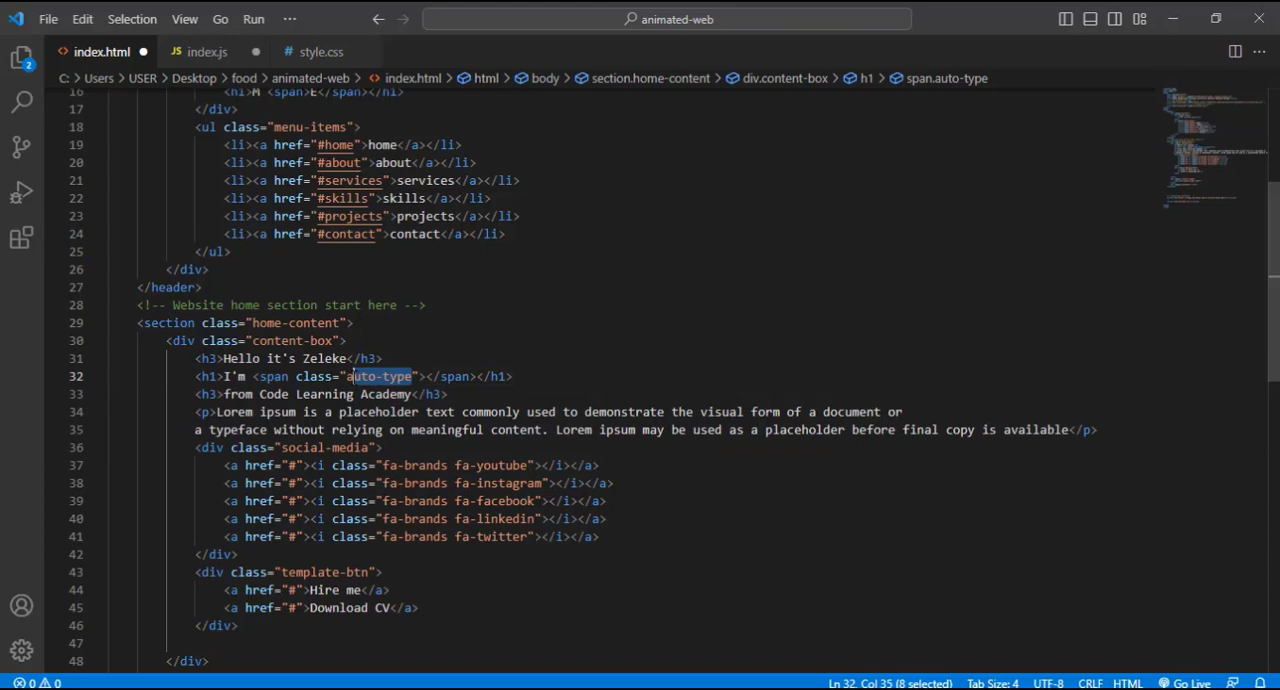 File Edit Selection View Go Run ··· animated-web
index.html ● JS index.js ● # style.css
C: > Users > USER > Desktop > food > animated-web > index.html > html > body > section.home-content > div.content-box > h1 > span.auto-type
16 <h1>M <span>E</span></h1>
17 </div>
18 <ul class="menu-items">
19 <li><a href="#home">home</a></li>
20 <li><a href="#about">about</a></li>
21 <li><a href="#services">services</a></li>
22 <li><a href="#skills">skills</a></li>
23 <li><a href="#projects">projects</a></li>
24 <li><a href="#contact">contact</a></li>
25 </ul>
26 </div>
27 </header>
28 <!-- Website home section start here -->
29 <section class="home-content">
30 <div class="content-box">
31 <h3>Hello it's Zeleke</h3>
32 <h1>I'm <span class="auto-type"></span></h1>
33 <h3>from Code Learning Academy</h3>
34 <p>Lorem ipsum is a placeholder text commonly used to demonstrate the visual form of a document or
35 a typeface without relying on meaningful content. Lorem ipsum may be used as a placeholder before final copy is available</p>
36 <div class="social-media">
37 <a href="#"><i class="fa-brands fa-youtube"></i></a>
38 <a href="#"><i class="fa-brands fa-instagram"></i></a>
39 <a href="#"><i class="fa-brands fa-facebook"></i></a>
40 <a href="#"><i class="fa-brands fa-linkedin"></i></a>
41 <a href="#"><i class="fa-brands fa-twitter"></i></a>
42 </div>
43 <div class="template-btn">
44 <a href="#">Hire me</a>
45 <a href="#">Download CV</a>
46 </div>
47
48 </div>
2
0 0 Ln 32, Col 35 (8 selected) Tab Size: 4 UTF-8 CRLF HTML Go Live